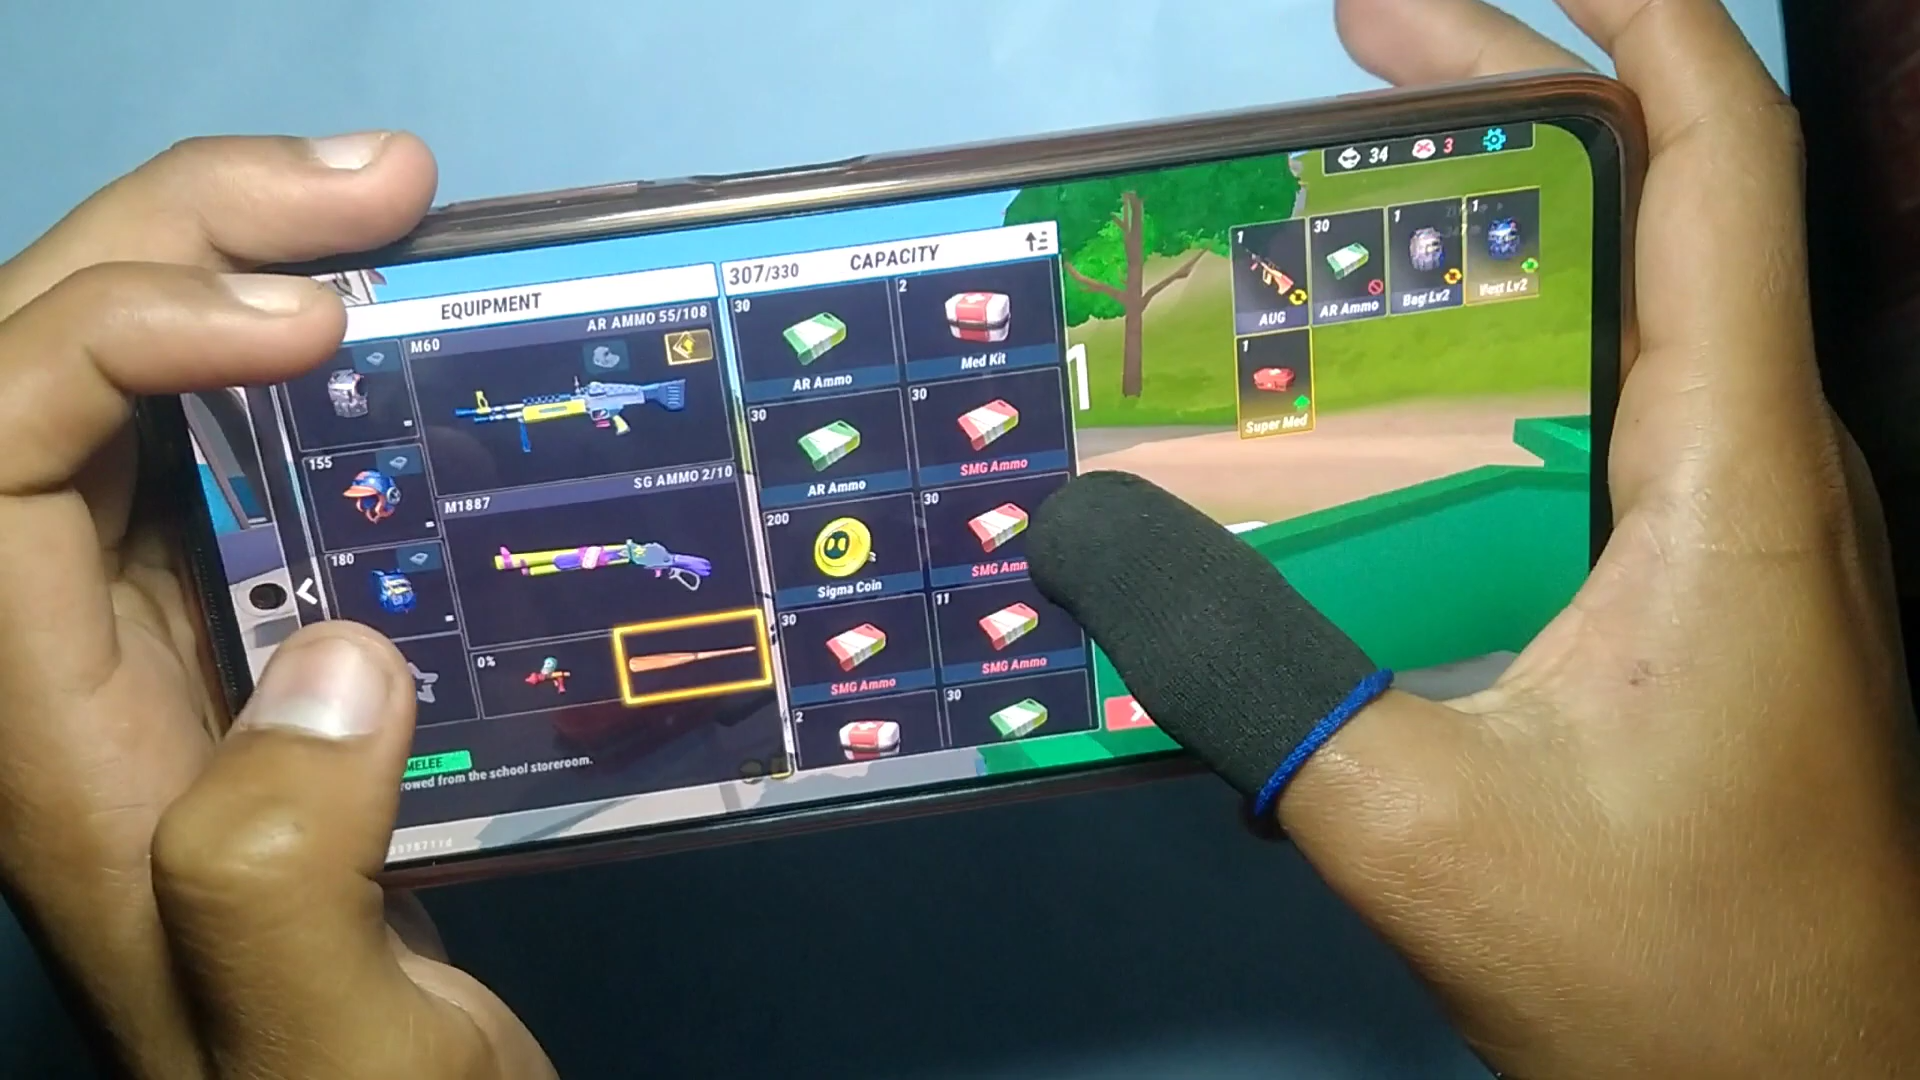 34 3
EQUIPMENT
AR AMMO 55/108
M60
155
180
SG AMMO 2/10
M1887
0%
MELEE
rowed from the school storeroom.
307/330 CAPACITY
30
AR Ammo
2
Med Kit
30
AR Ammo
30
SMG Ammo
200
Sigma Coin
30
SMG Amm
30
SMG Ammo
11
SMG Ammo
2
30
1
1
AUG
30
AR Ammo
1
Bag Lv2
1
Vest Lv2
1
Super Med